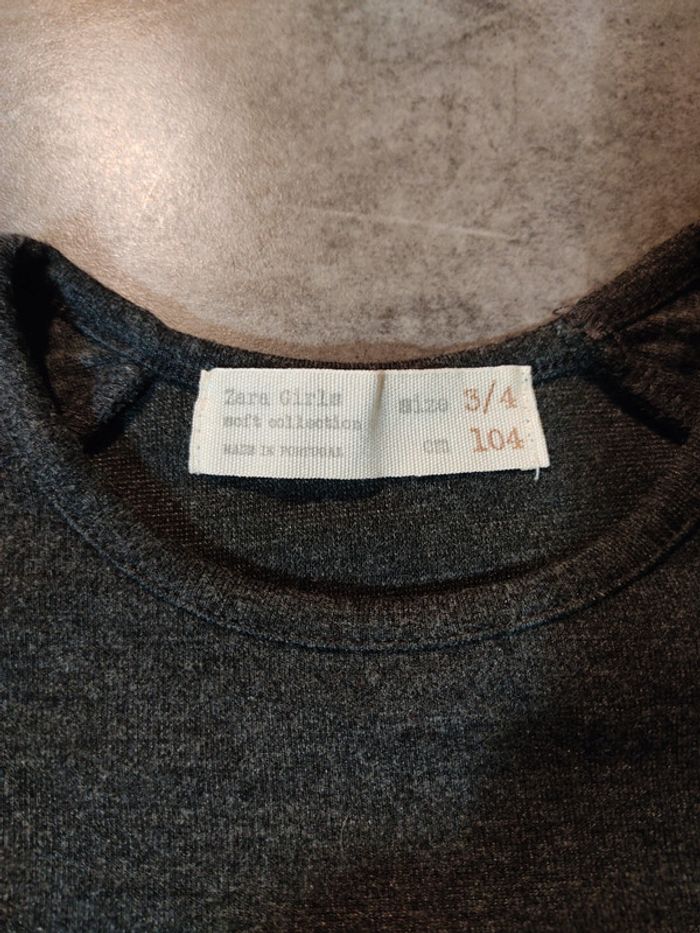 Zara Girls size 3/4
soft collection
MADE IN PORTUGAL cm 104